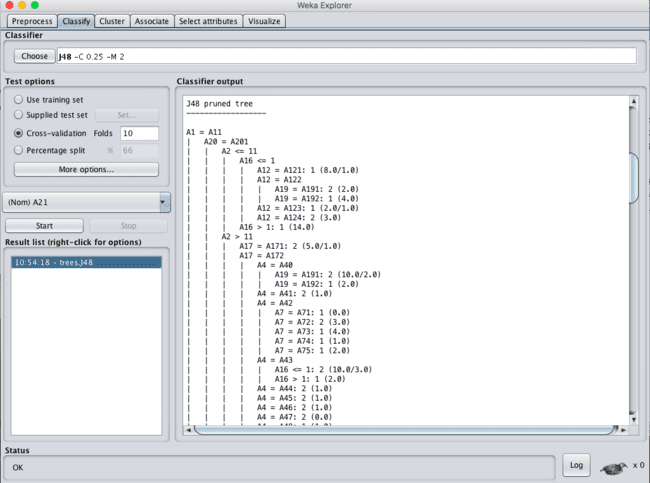 Weka Explorer
Preprocess Classify Cluster Associate Select attributes Visualize
Classifier
Choose J48 -C 0.25 -M 2
Test options
Use training set
Supplied test set Set...
Cross-validation Folds 10
Percentage split % 66
More options...
(Nom) A21
Start Stop
Result list (right-click for options)
10:54:18 - trees.J48
Classifier output
J48 pruned tree
------------------
A1 = A11
| A20 = A201
| | A2 <= 11
| | | A16 <= 1
| | | | A12 = A121: 1 (8.0/1.0)
| | | | A12 = A122
| | | | | A19 = A191: 2 (2.0)
| | | | | A19 = A192: 1 (4.0)
| | | | A12 = A123: 1 (2.0/1.0)
| | | | A12 = A124: 2 (3.0)
| | | A16 > 1: 1 (14.0)
| | A2 > 11
| | | A17 = A171: 2 (5.0/1.0)
| | | A17 = A172
| | | | A4 = A40
| | | | | A19 = A191: 2 (10.0/2.0)
| | | | | A19 = A192: 1 (2.0)
| | | | A4 = A41: 2 (1.0)
| | | | A4 = A42
| | | | | A7 = A71: 1 (0.0)
| | | | | A7 = A72: 2 (3.0)
| | | | | A7 = A73: 1 (4.0)
| | | | | A7 = A74: 1 (1.0)
| | | | | A7 = A75: 1 (2.0)
| | | | A4 = A43
| | | | | A16 <= 1: 2 (10.0/3.0)
| | | | | A16 > 1: 1 (2.0)
| | | | A4 = A44: 2 (1.0)
| | | | A4 = A45: 2 (1.0)
| | | | A4 = A46: 2 (1.0)
| | | | A4 = A47: 2 (0.0)
Status
OK
Log x 0